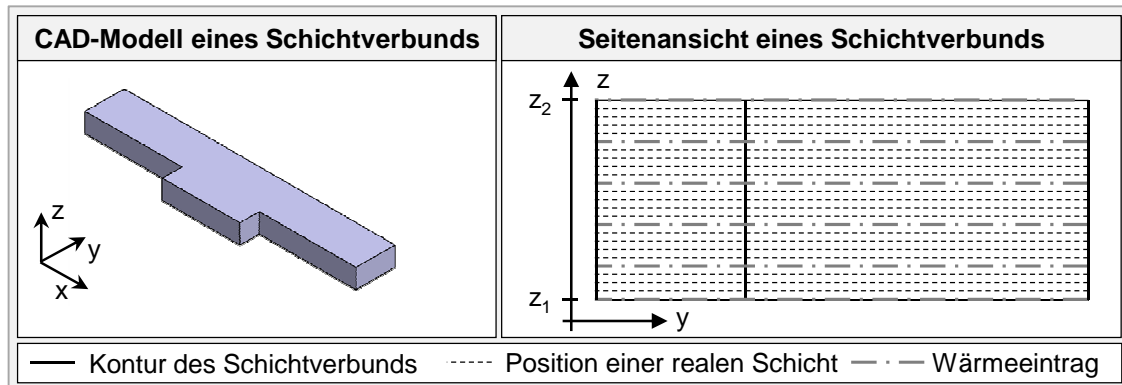 CAD-Modell eines Schichtverbunds
Seitenansicht eines Schichtverbunds
z
y
x
z
z2
z1
y
Kontur des Schichtverbunds
Position einer realen Schicht
Wärmeeintrag